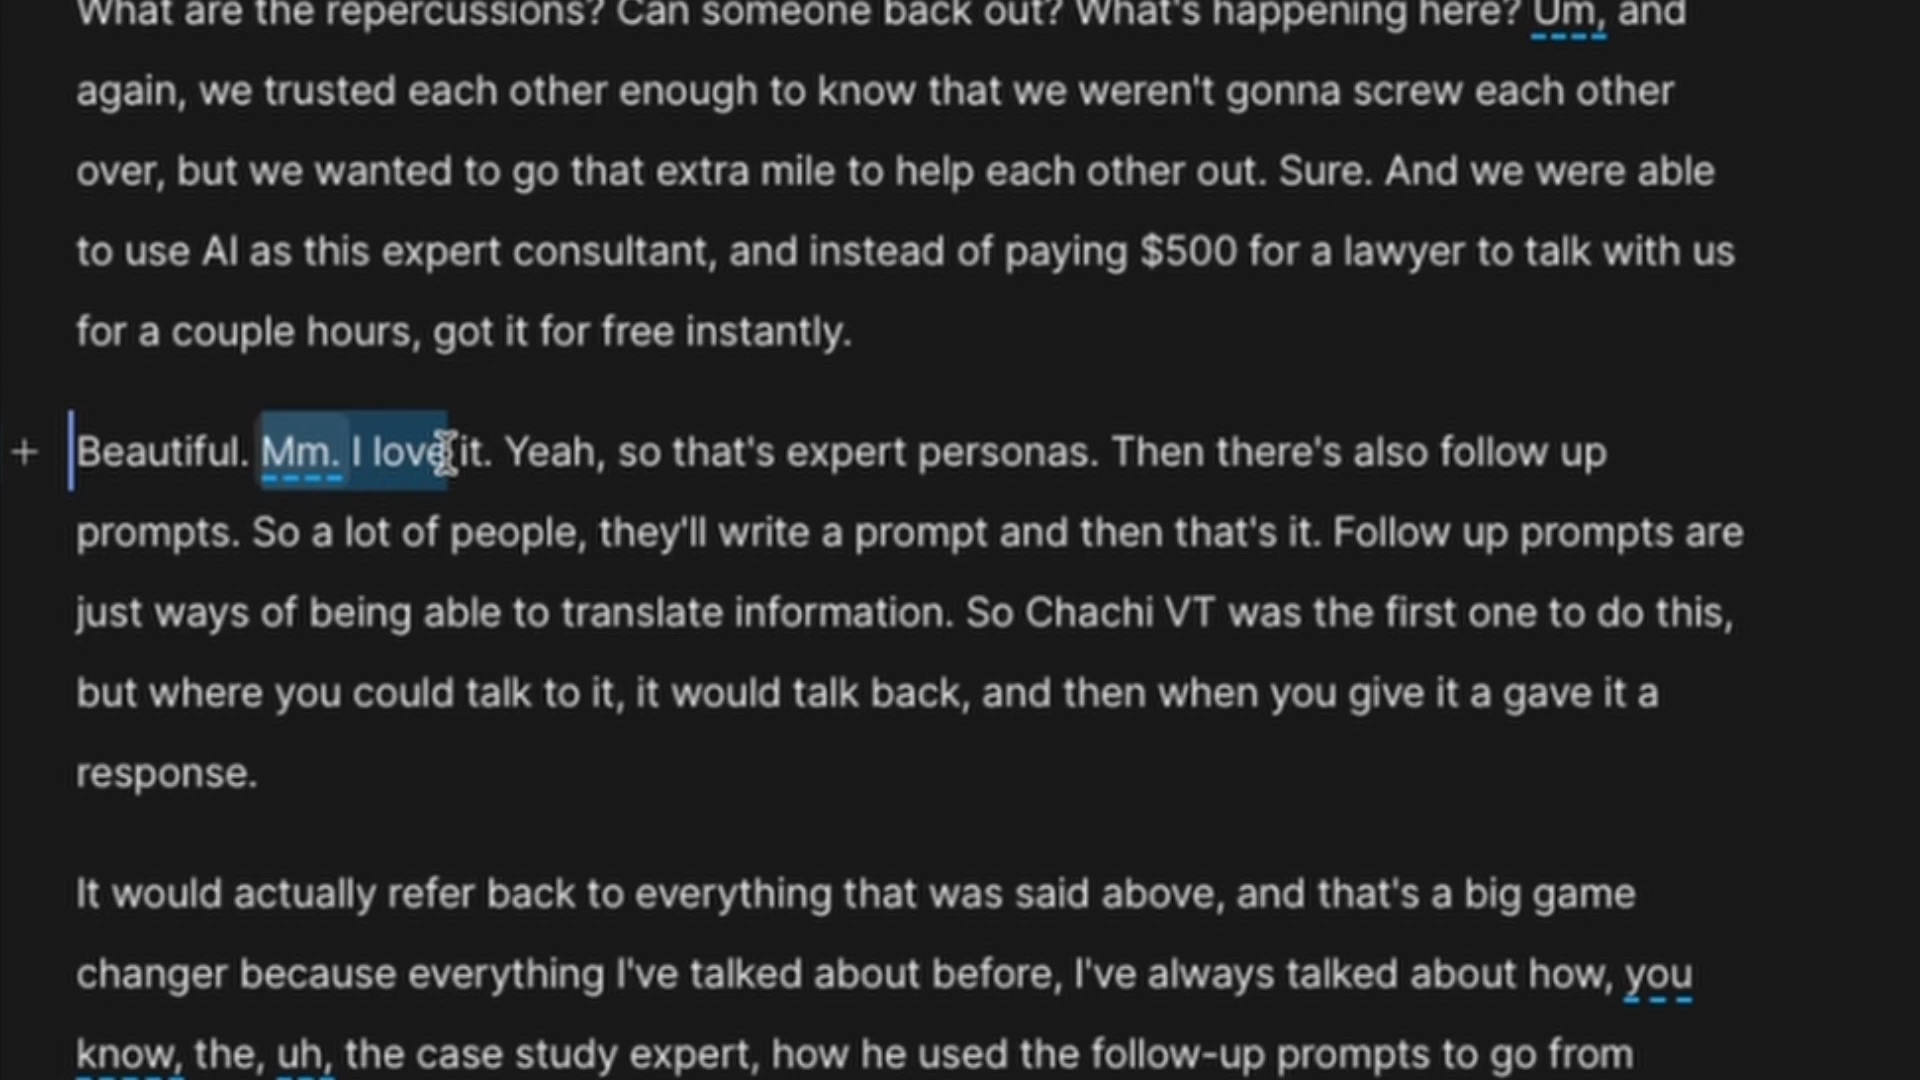 What are the repercussions? Can someone back out? What's happening here? Um, and
again, we trusted each other enough to know that we weren't gonna screw each other
over, but we wanted to go that extra mile to help each other out. Sure. And we were able
to use AI as this expert consultant, and instead of paying $500 for a lawyer to talk with us
for a couple hours, got it for free instantly.
Beautiful. Mm. I love it. Yeah, so that's expert personas. Then there's also follow up
prompts. So a lot of people, they'll write a prompt and then that's it. Follow up prompts are
just ways of being able to translate information. So Chachi VT was the first one to do this,
but where you could talk to it, it would talk back, and then when you give it a gave it a
response.
It would actually refer back to everything that was said above, and that's a big game
changer because everything I've talked about before, I've always talked about how, you
know, the, uh, the case study expert, how he used the follow-up prompts to go from